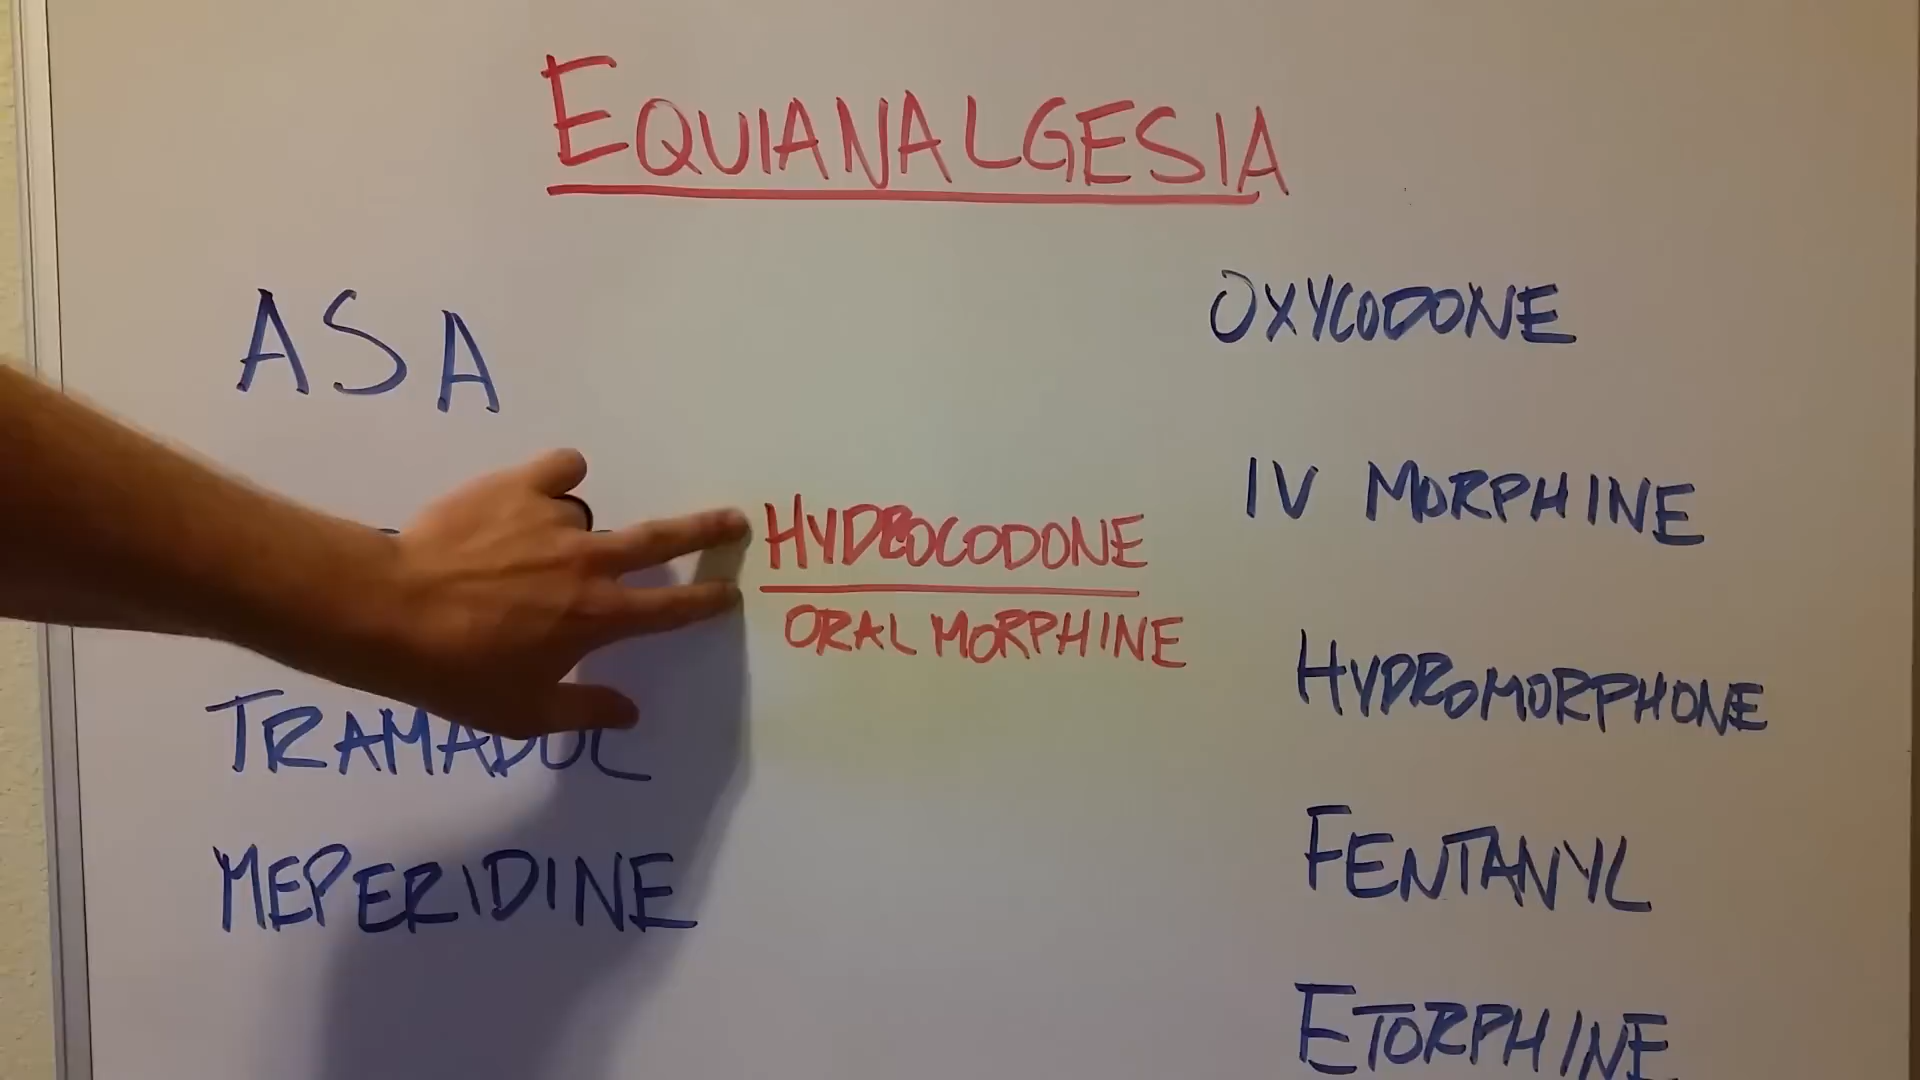 EQUIANALGESIA
ASA
TRAMADOL
MEPERIDINE
HYDROCODONE
ORAL MORPHINE
OXYCODONE
IV MORPHINE
HYDROMORPHONE
FENTANYL
ETORPHINE